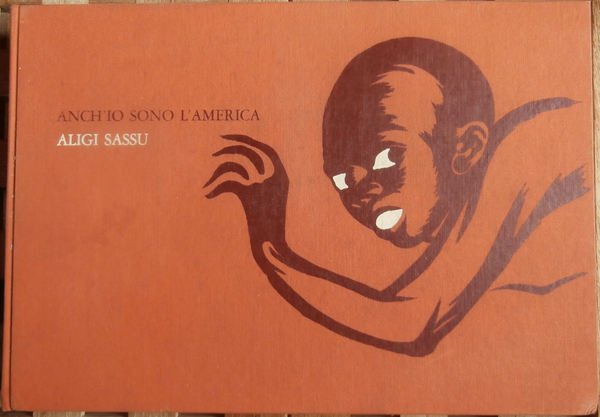 ANCH'IO SONO L'AMERICA
ALIGI SASSU